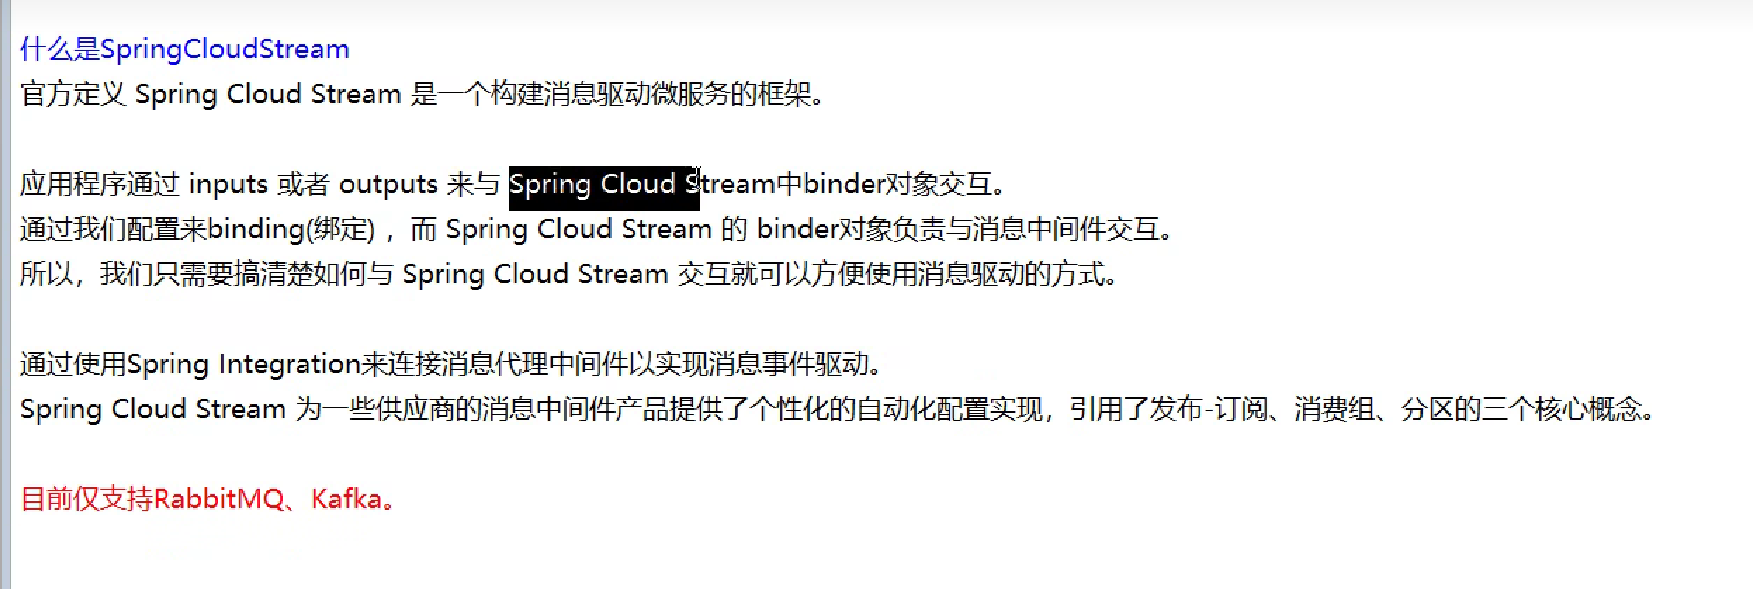 什么是SpringCloudStream
官方定义 Spring Cloud Stream 是一个构建消息驱动微服务的框架。
应用程序通过 inputs 或者 outputs 来与 Spring Cloud Stream中binder对象交互。
通过我们配置来binding(绑定) ，而 Spring Cloud Stream 的 binder对象负责与消息中间件交互。
所以，我们只需要搞清楚如何与 Spring Cloud Stream 交互就可以方便使用消息驱动的方式。
通过使用Spring Integration来连接消息代理中间件以实现消息事件驱动。
Spring Cloud Stream 为一些供应商的消息中间件产品提供了个性化的自动化配置实现，引用了发布-订阅、消费组、分区的三个核心概念。
目前仅支持RabbitMQ、Kafka。